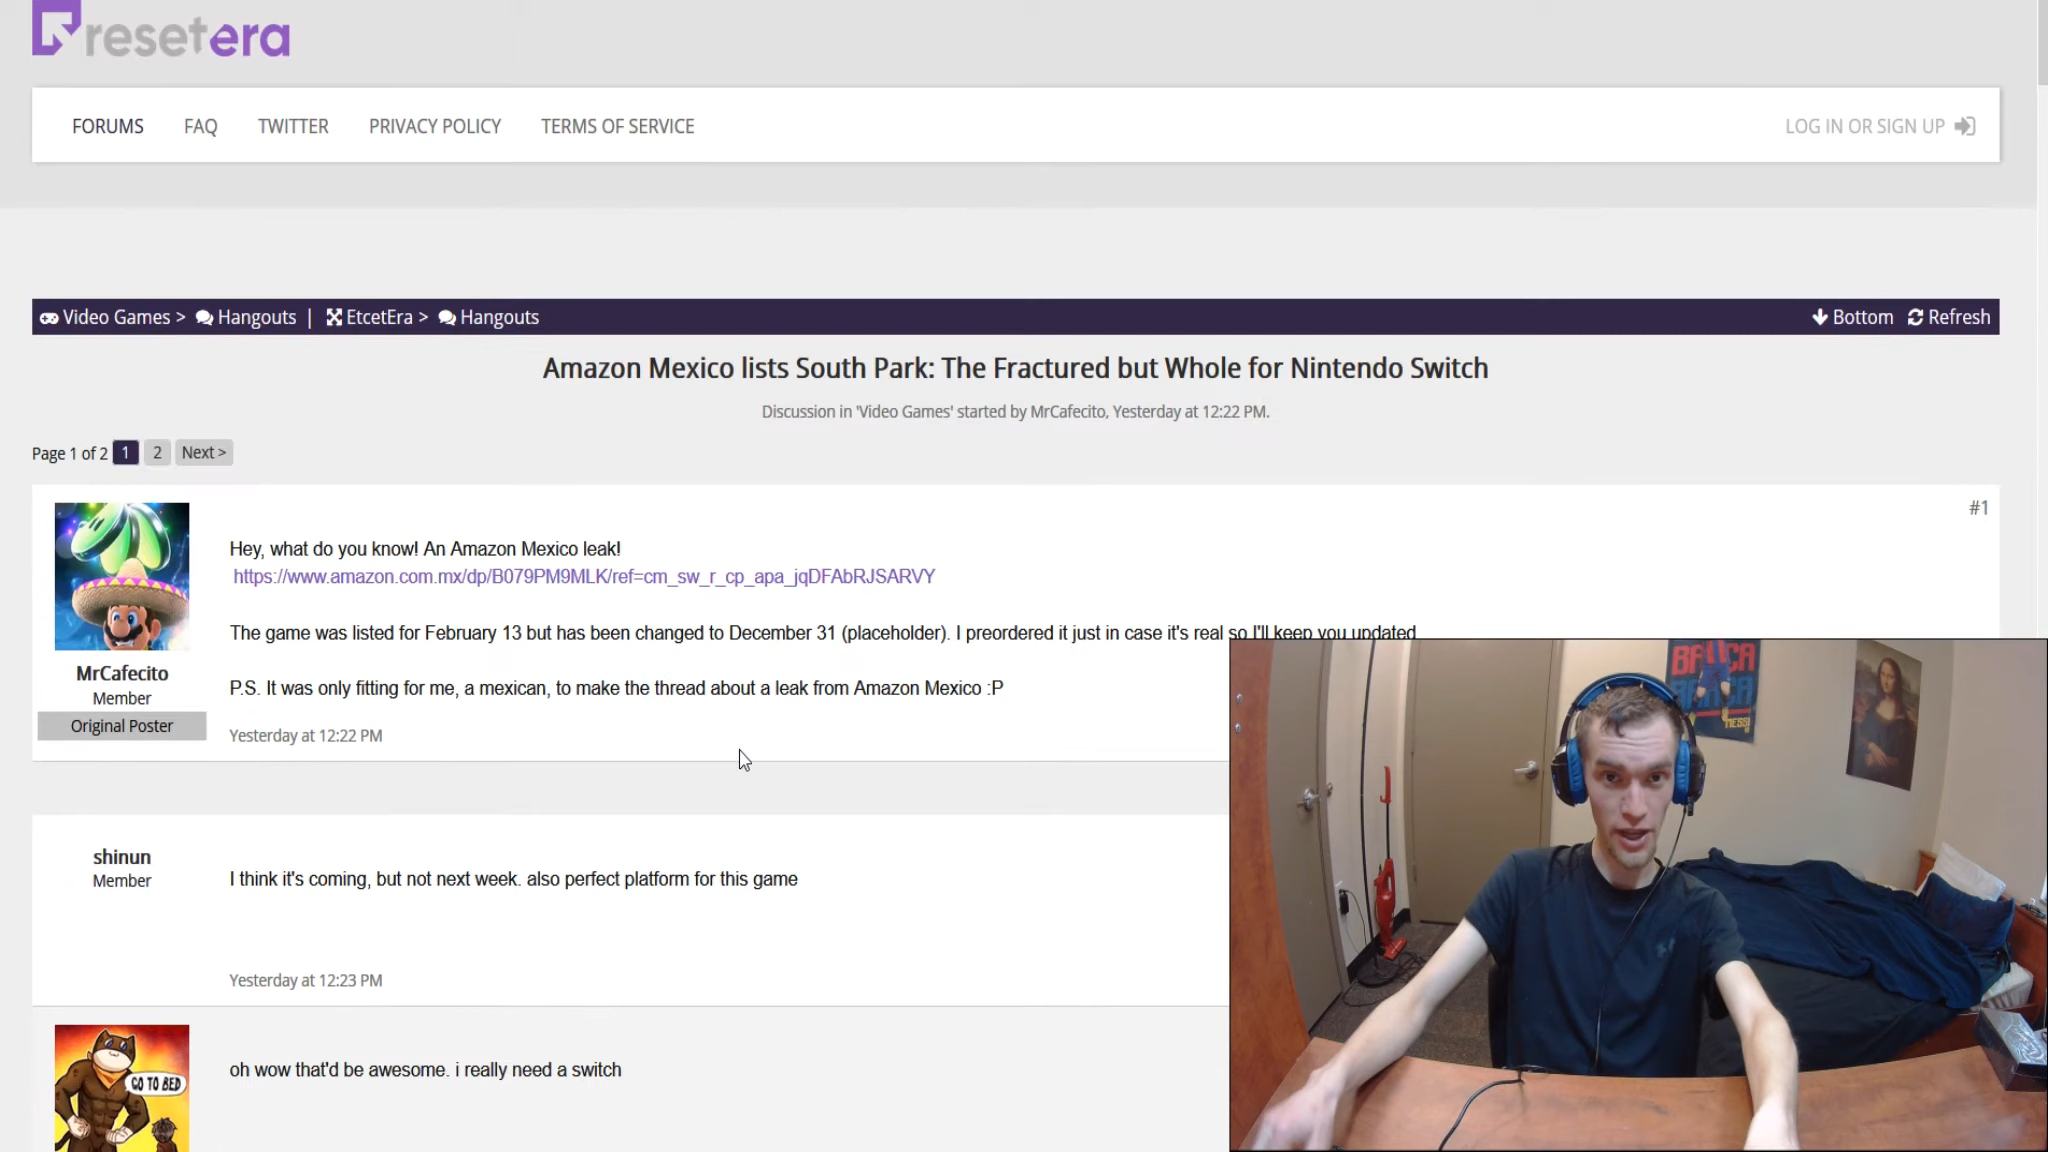 resetera
FORUMS FAQ TWITTER PRIVACY POLICY TERMS OF SERVICE LOG IN OR SIGN UP
Video Games > Hangouts | EtcetEra > Hangouts Bottom Refresh
Amazon Mexico lists South Park: The Fractured but Whole for Nintendo Switch
Discussion in 'Video Games' started by MrCafecito, Yesterday at 12:22 PM.
Page 1 of 2 1 2 Next >
#1
Hey, what do you know! An Amazon Mexico leak!
https://www.amazon.com.mx/dp/B079PM9MLK/ref=cm_sw_r_cp_apa_jqDFAbRJSARVY
The game was listed for February 13 but has been changed to December 31 (placeholder). I preordered it just in case it's real so I'll keep you updated
MrCafecito
Member
Original Poster
P.S. It was only fitting for me, a mexican, to make the thread about a leak from Amazon Mexico :P
Yesterday at 12:22 PM
shinun
Member
I think it's coming, but not next week. also perfect platform for this game
Yesterday at 12:23 PM
GO TO BED
oh wow that'd be awesome. i really need a switch
MESSI